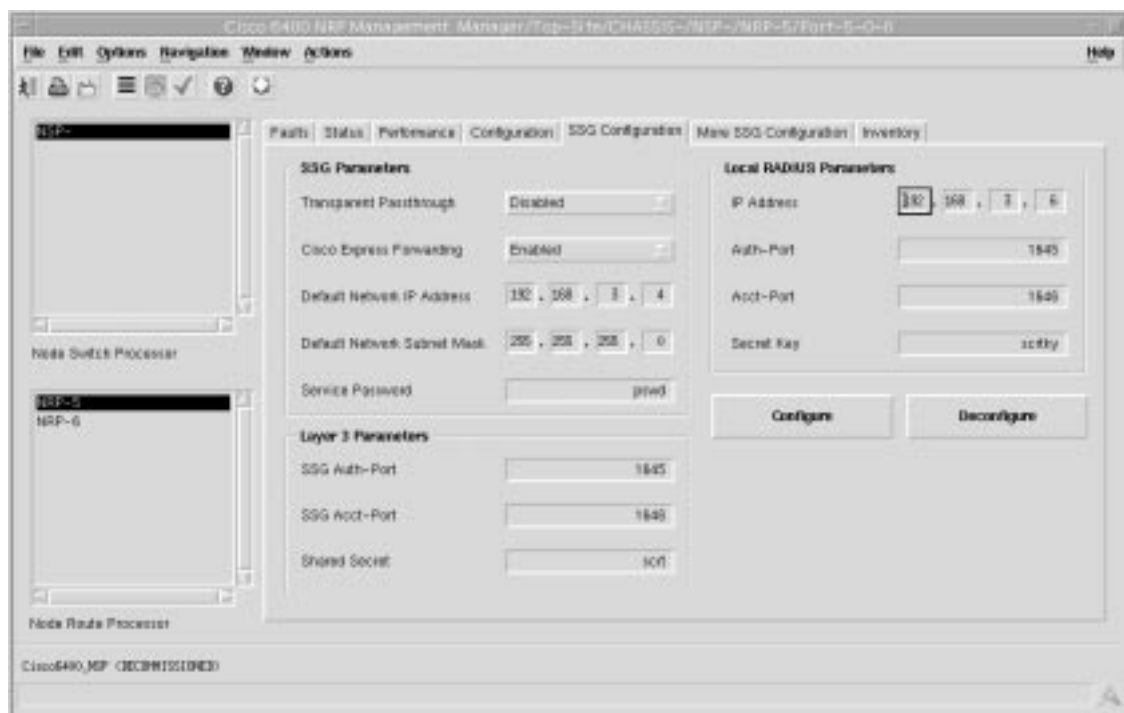 Cisco 6400 NRP Management: Manager/Top-Site/CHASSIS-/NSP-/NRP-5/Port-5-0-0
File Edit Options Navigation Window Actions Help
NSP-
Node Switch Processor
NRP-5
NRP-6
Node Route Processor
Faults Status Performance Configuration SSG Configuration More SSG Configuration Inventory
SSG Parameters
Transparent Passthrough Disabled
Cisco Express Forwarding Enabled
Default Network IP Address 192 . 168 . 3 . 4
Default Network Subnet Mask 255 . 255 . 255 . 0
Service Password pswd
Layer 3 Parameters
SSG Auth-Port 1645
SSG Acct-Port 1646
Shared Secret scrt
Local RADIUS Parameters
IP Address 192 . 168 . 3 . 6
Auth-Port 1645
Acct-Port 1646
Secret Key
Configure Deconfigure
Cisco6400_NSP (DECOMMISSIONED)